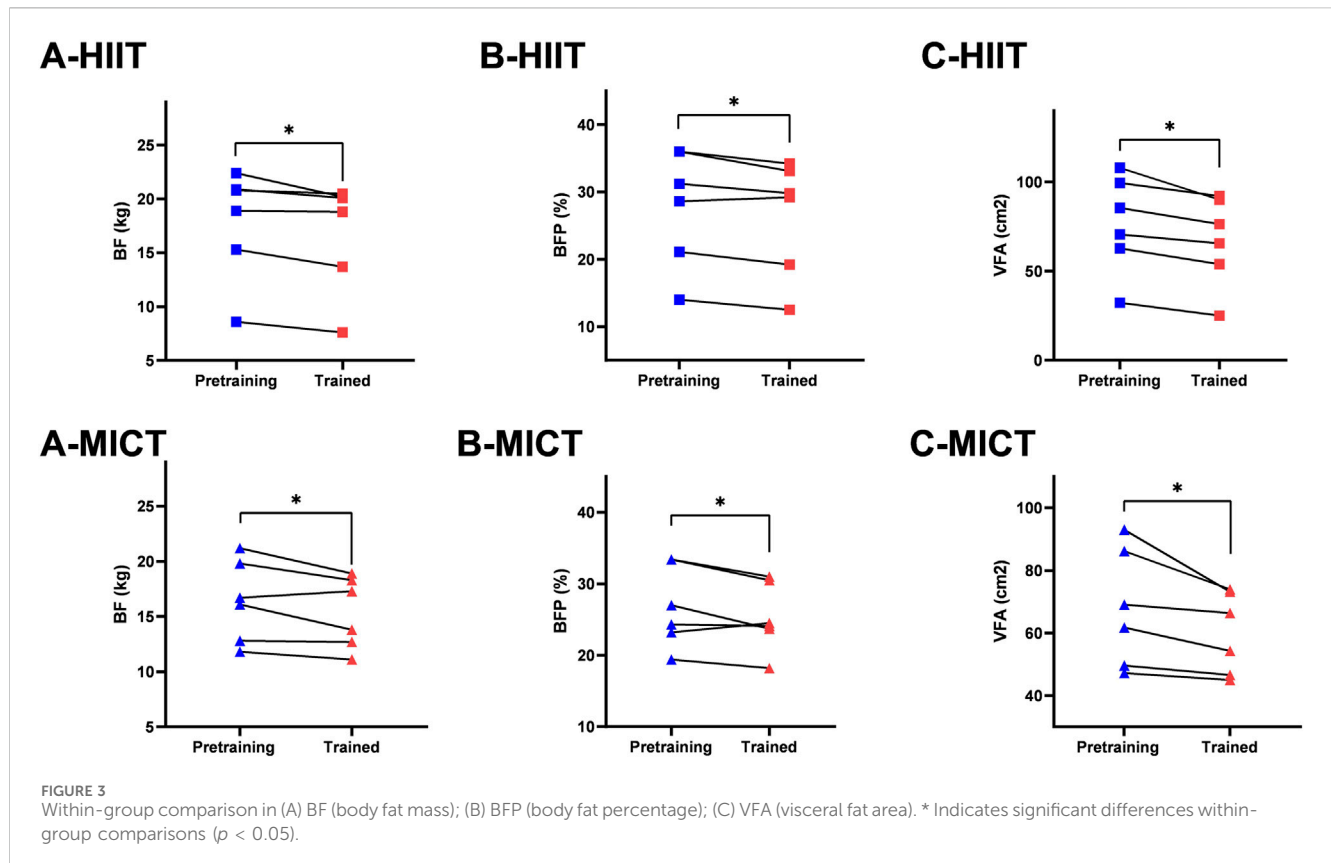 A-HIIT
B-HIIT
C-HIIT
BF (kg)
25
20
15
10
5
*
Pretraining Trained
BFP (%)
40
30
20
10
*
Pretraining Trained
VFA (cm2)
100
50
0
*
Pretraining Trained
A-MICT
B-MICT
C-MICT
BF (kg)
25
20
15
10
5
*
Pretraining Trained
BFP (%)
40
30
20
10
*
Pretraining Trained
VFA (cm2)
100
80
60
40
*
Pretraining Trained
FIGURE 3
Within-group comparison in (A) BF (body fat mass); (B) BFP (body fat percentage); (C) VFA (visceral fat area). * Indicates significant differences within-
group comparisons (p < 0.05).